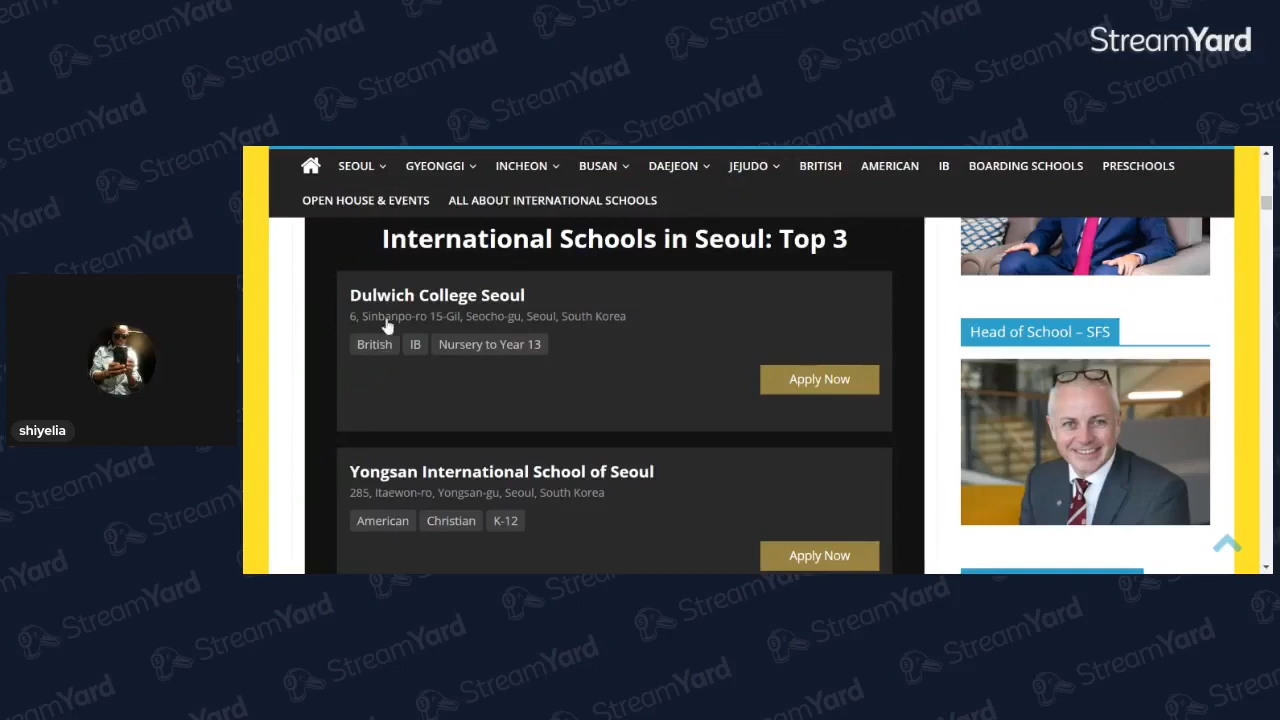 StreamYard
SEOUL GYEONGGI INCHEON BUSAN DAEJEON JEJUDO BRITISH AMERICAN IB BOARDING SCHOOLS PRESCHOOLS
OPEN HOUSE & EVENTS ALL ABOUT INTERNATIONAL SCHOOLS
International Schools in Seoul: Top 3
Dulwich College Seoul
6, Sinbanpo-ro 15-Gil, Seocho-gu, Seoul, South Korea
British IB Nursery to Year 13
Apply Now
Yongsan International School of Seoul
285, Itaewon-ro, Yongsan-gu, Seoul, South Korea
American Christian K-12
Apply Now
Head of School – SFS
shiyelia